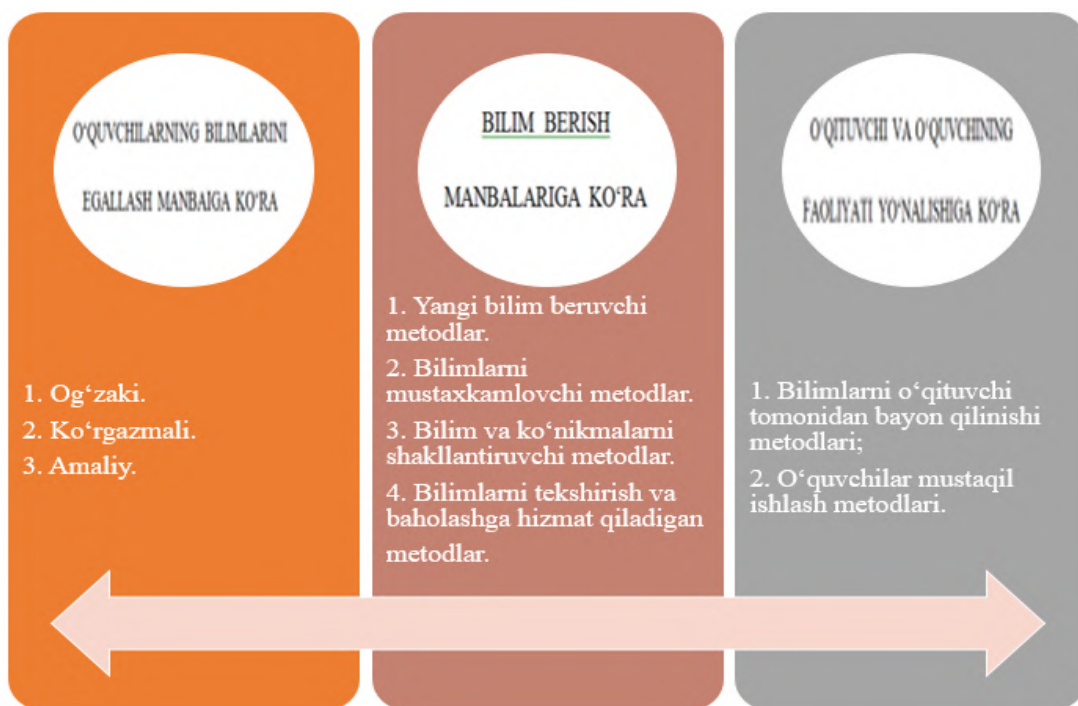 O‘QUVCHILARNING BILIMLARINI
EGALLASH MANBAIGA KO‘RA
1. Og‘zaki.
2. Ko‘rgazmali.
3. Amaliy.
BILIM BERISH
MANBALARIGA KO‘RA
1. Yangi bilim beruvchi
metodlar.
2. Bilimlarni
mustaxkamlovchi metodlar.
3. Bilim va ko‘nikmalarni
shakllantiruvchi metodlar.
4. Bilimlarni tekshirish va
baholashga hizmat qiladigan
metodlar.
O‘QITUVCHI VA O‘QUVCHINING
FAOLIYATI YO‘NALISHIGA KO‘RA
1. Bilimlarni o‘qituvchi
tomonidan bayon qilinishi
metodlari;
2. O‘quvchilar mustaqil
ishlash metodlari.